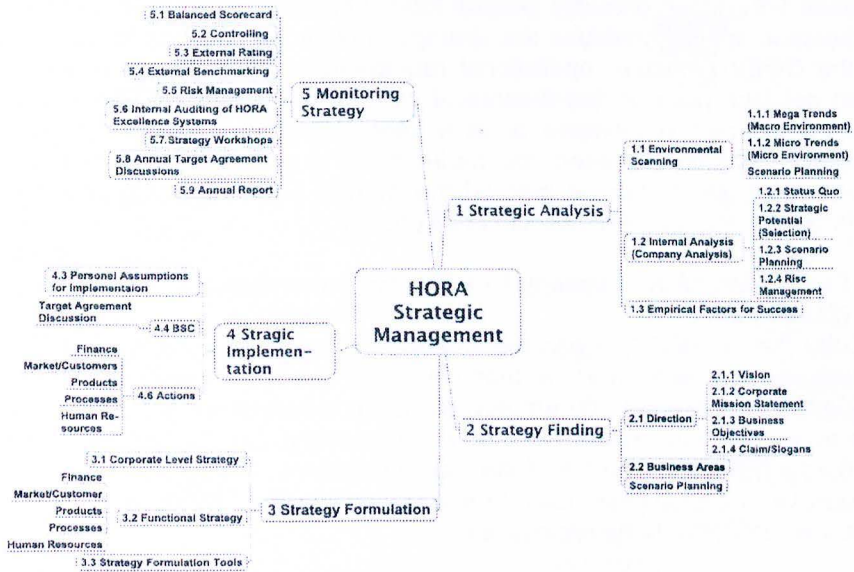 5.1 Balanced Scorecard
5.2 Controlling
5.3 External Rating
5.4 External Benchmarking
5.5 Risk Management
5.6 Internal Auditing of HORA
Excellence Systems
5.7 Strategy Workshops
5.8 Annual Target Agreement
Discussions
5.9 Annual Report
5 Monitoring
Strategy
1.1.1 Mega Trends
(Macro Environment)
1.1.2 Micro Trends
(Micro Environment)
Scenario Planning
1.1 Environmental
Scanning
1 Strategic Analysis
1.2.1 Status Quo
1.2.2 Strategic
Potential
(Selection)
1.2.3 Scenario
Planning
1.2.4 Risc
Management
1.2 Internal Analysis
(Company Analysis)
1.3 Empirical Factors for Success
HORA
Strategic
Management
4.3 Personel Assumptions
for Implementaion
Target Agreement
Discussion
4.4 BSC
4 Stragic
Implemen-
tation
Finance
Market/Customers
Products
Processes
Human Re-
sources
4.6 Actions
2 Strategy Finding
2.1 Direction
2.1.1 Vision
2.1.2 Corporate
Mission Statement
2.1.3 Business
Objectives
2.1.4 Claim/Slogans
2.2 Business Areas
Scenario Planning
3.1 Corporate Level Strategy
Finance
Market/Customer
Products
Processes
Human Resources
3.2 Functional Strategy
3 Strategy Formulation
3.3 Strategy Formulation Tools